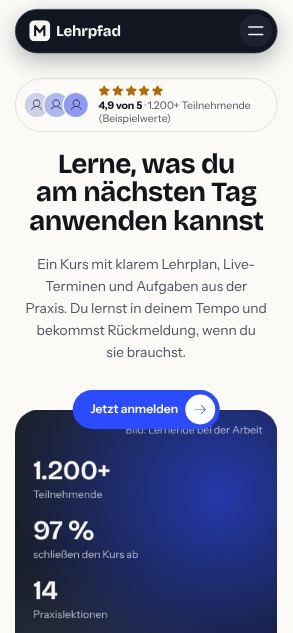 Lehrpfad
4,9 von 5 · 1.200+ Teilnehmende
(Beispielwerte)
Lerne, was du
am nächsten Tag
anwenden kannst
Ein Kurs mit klarem Lehrplan, Live-
Terminen und Aufgaben aus der
Praxis. Du lernst in deinem Tempo und
bekommst Rückmeldung, wenn du
sie brauchst.
Jetzt anmelden
Bild: Lernende bei der Arbeit
1.200+
Teilnehmende
97 %
schließen den Kurs ab
14
Praxislektionen